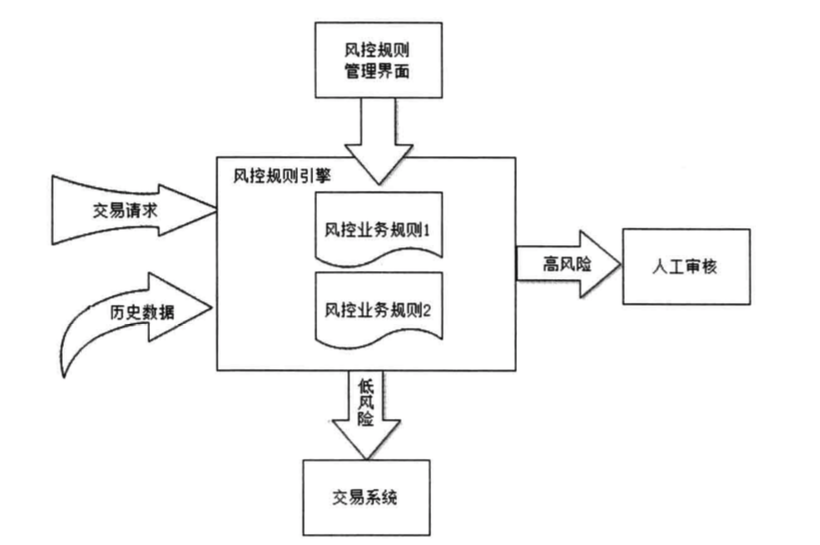 风控规则
管理界面
风控规则引擎
交易请求
风控业务规则1
高风险
人工审核
历史数据
风控业务规则2
低风险
交易系统